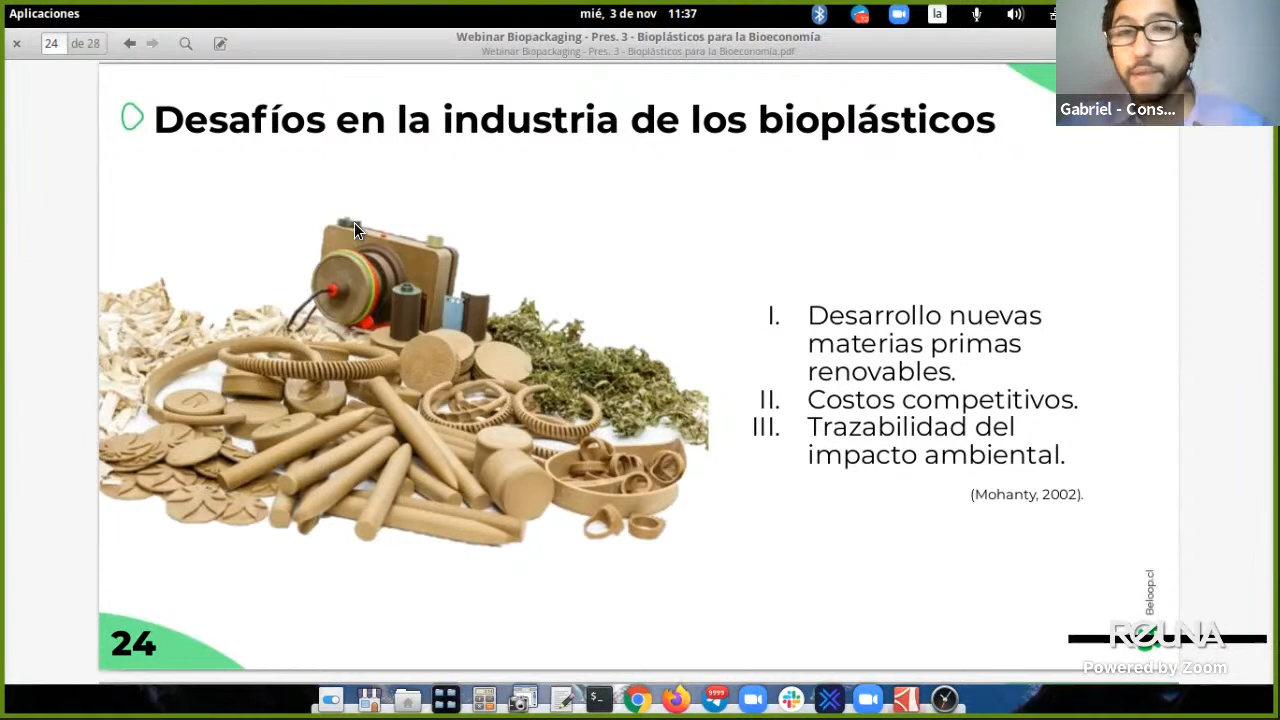 Aplicaciones
mié, 3 de nov 11:37
la
24 de 28
Webinar Biopackaging - Pres. 3 - Bioplásticos para la Bioeconomía
Webinar Biopackaging - Pres. 3 - Bioplásticos para la Bioeconomía.pdf
Gabriel - Cons...
Desafíos en la industria de los bioplásticos
I. Desarrollo nuevas
materias primas
renovables.
II. Costos competitivos.
III. Trazabilidad del
impacto ambiental.
(Mohanty, 2002).
Beloop.cl
24
REUNA
Powered by Zoom
9999